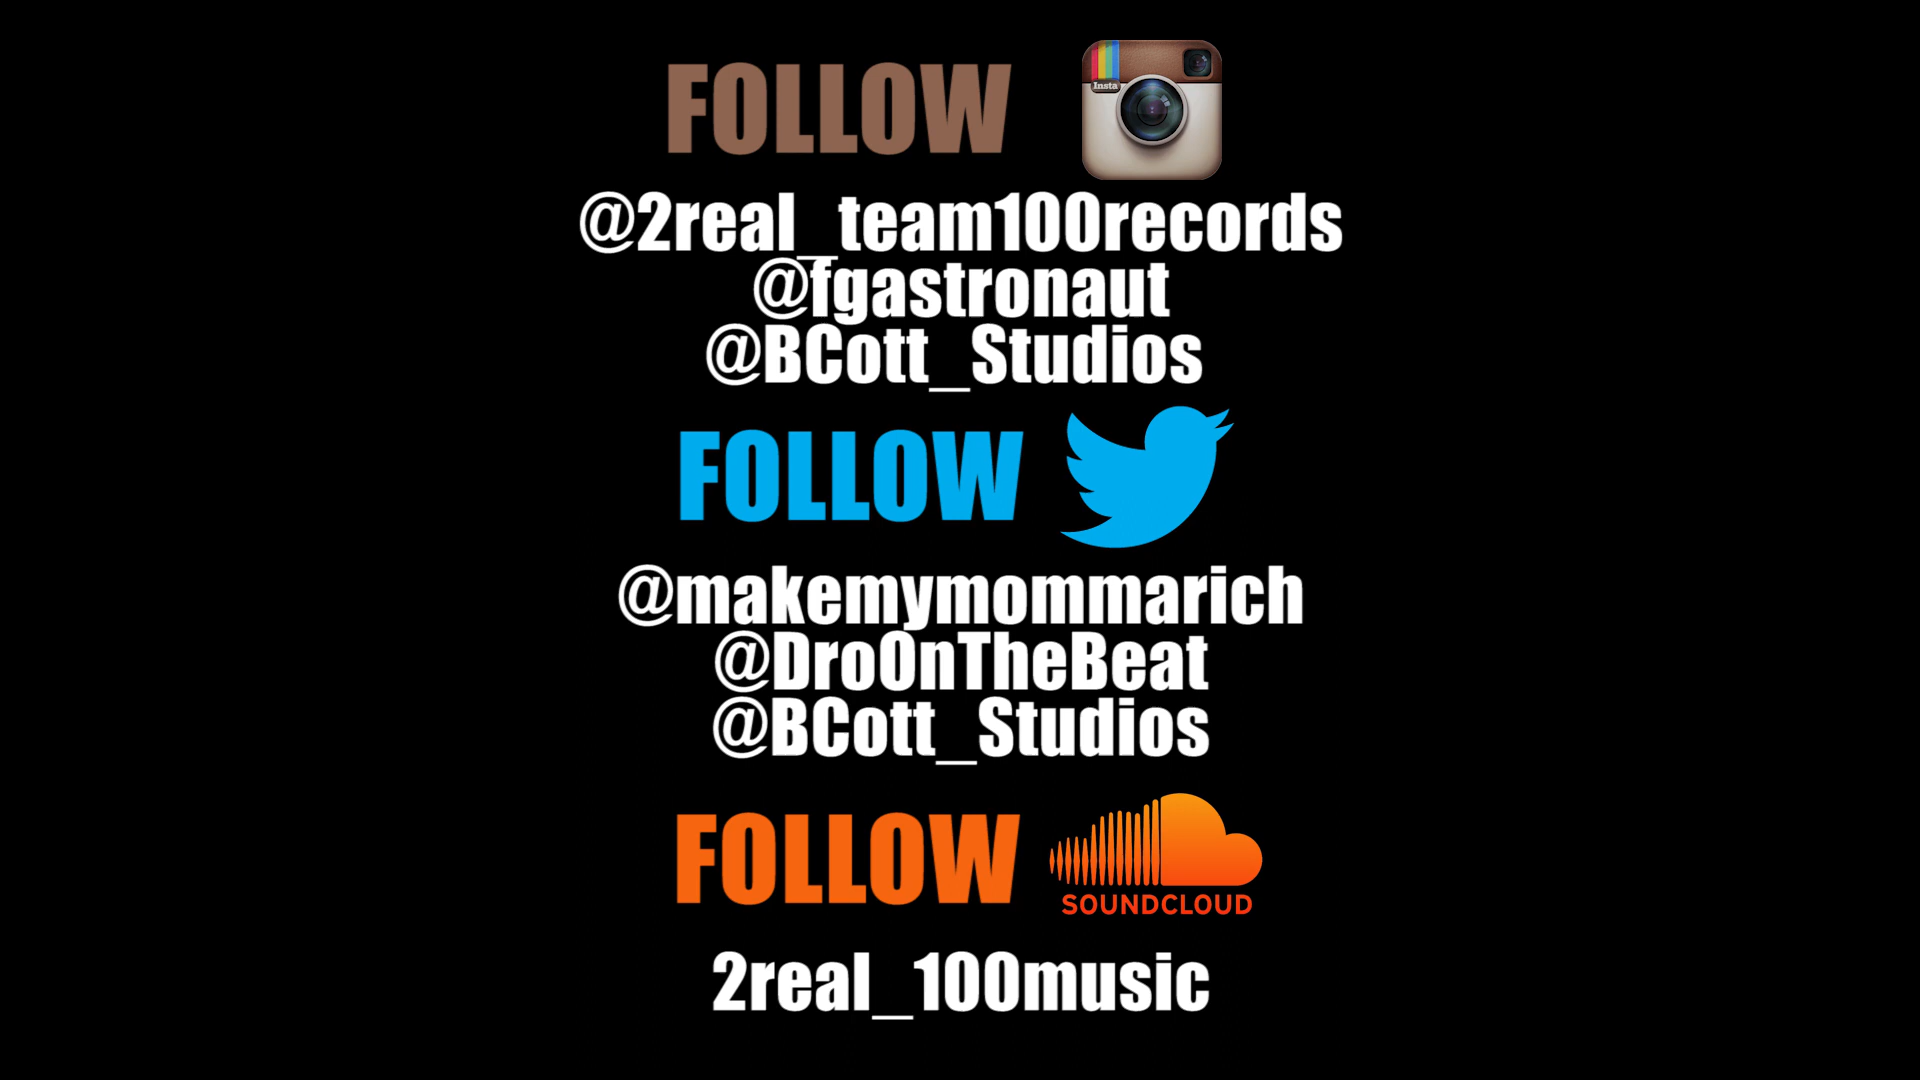 FOLLOW
Insta
@2real_team100records
@fgastronaut
@BCott_Studios
FOLLOW
@makemymommarich
@DroOnTheBeat
@BCott_Studios
FOLLOW
SOUNDCLOUD
2real_100music